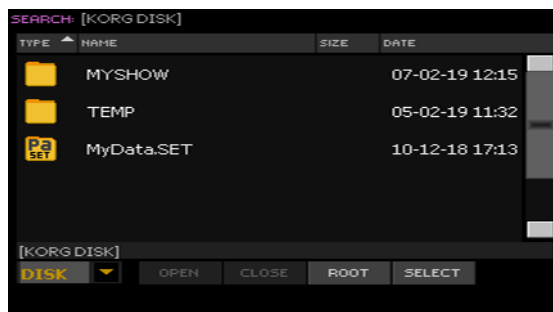 SEARCH: [KORG DISK]
TYPE NAME SIZE DATE
MYSHOW 07-02-19 12:15
TEMP 05-02-19 11:32
Pa SET MyData.SET 10-12-18 17:13
[KORG DISK]
DISK OPEN CLOSE ROOT SELECT